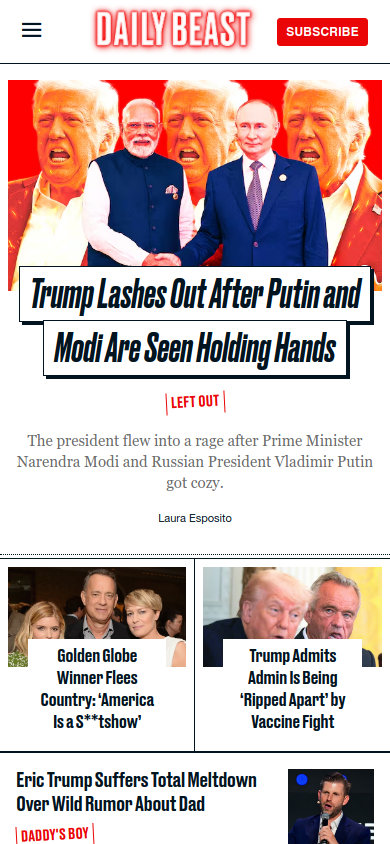 DAILY BEAST
SUBSCRIBE
Trump Lashes Out After Putin and
Modi Are Seen Holding Hands
LEFT OUT
The president flew into a rage after Prime Minister
Narendra Modi and Russian President Vladimir Putin
got cozy.
Laura Esposito
Golden Globe
Winner Flees
Country: ‘America
Is a S**tshow’
Trump Admits
Admin Is Being
‘Ripped Apart’ by
Vaccine Fight
Eric Trump Suffers Total Meltdown
Over Wild Rumor About Dad
DADDY'S BOY